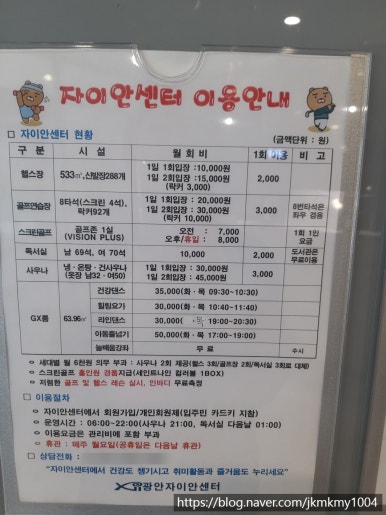 자이안센터 이용안내
□ 자이안센터 현황
(금액단위 : 원)
구 분 시 설 월 회 비 1회 이용 비 고
헬스장 533㎡,신발장288개 1일 1회입장 : 10,000원 2,000
1일 2회입장 : 15,000원
(락커 3,000)
골프연습장 8타석(스크린 4석), 1일 1회입장 : 20,000원 3,000 8번타석은
락커92개 1일 2회입장 : 30,000원 좌우 겸용
(락커 10,000)
스크린골프 골프존 1실 오전 : 7,000 1회 1인
(VISION PLUS) 오후/휴일 : 8,000 요금
독서실 남 69석, 여 70석 10,000 2,000 도서관은
무료이용
사우나 냉·온탕·건사우나 1일 1회입장 : 30,000원 3,000
(옷장 남32·여50) 1일 2회입장 : 45,000원
GX룸 63.96㎡ 건강댄스 35,000(화·목 09:30~10:30)
힐링요가 30,000(화·목 10:40~11:40)
라인댄스 30,000 19:00~20:30)
아동줄넘기 50,000(화·목 17:00~19:00)
놀배움강좌 무 료 수시
○ 세대별 월 6천원 의무 부과 : 사우나 2회 제공(헬스 3회/골프장 2회/독서실 3회로 대체)
○ 스크린골프 홀인원 경품지급(세인트나인 컬러볼 1BOX)
○ 저렴한 골프 및 헬스 레슨 실시, 인바디 무료측정
□ 이용절차
○ 자이안센터에서 회원가입/개인회원제(입주민 카드키 지참)
○ 운영시간 : 06:00~22:00(사우나 21:00, 독서실 다음날 01:00)
○ 이용요금은 관리비에 포함 부과
○ 휴관 : 매주 월요일(공휴일은 다음날 휴관)
□ 상담전화 :
"자이안센터에서 건강도 챙기시고 취미활동과 즐거움도 누리세요"
광안자이안센터
https://blog.naver.com/jkmkmy1004